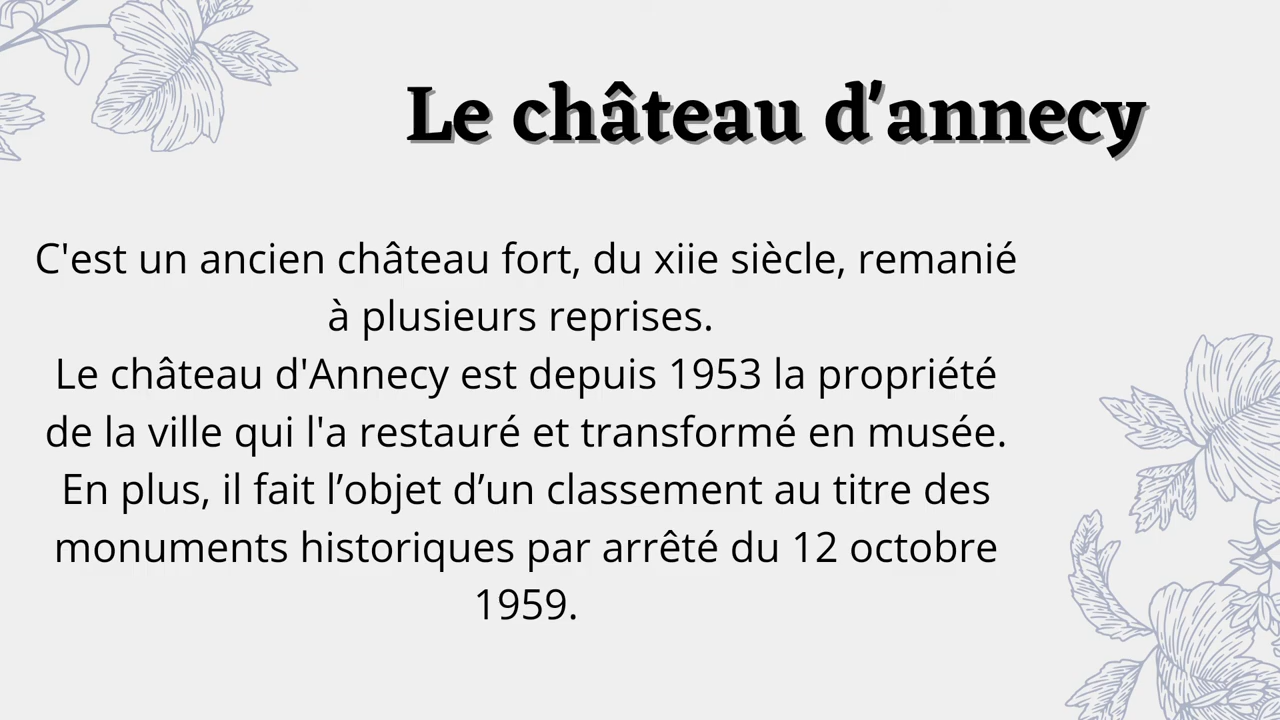 Le château d'annecy
C'est un ancien château fort, du xiie siècle, remanié
à plusieurs reprises.
Le château d'Annecy est depuis 1953 la propriété
de la ville qui l'a restauré et transformé en musée.
En plus, il fait l’objet d’un classement au titre des
monuments historiques par arrêté du 12 octobre
1959.